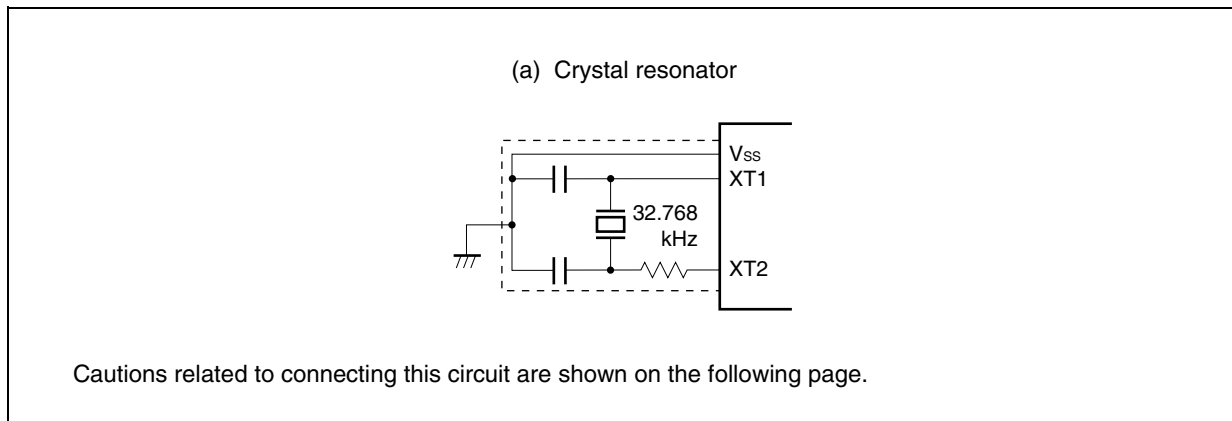 (a) Crystal resonator
VSS
XT1
32.768
kHz
XT2
Cautions related to connecting this circuit are shown on the following page.